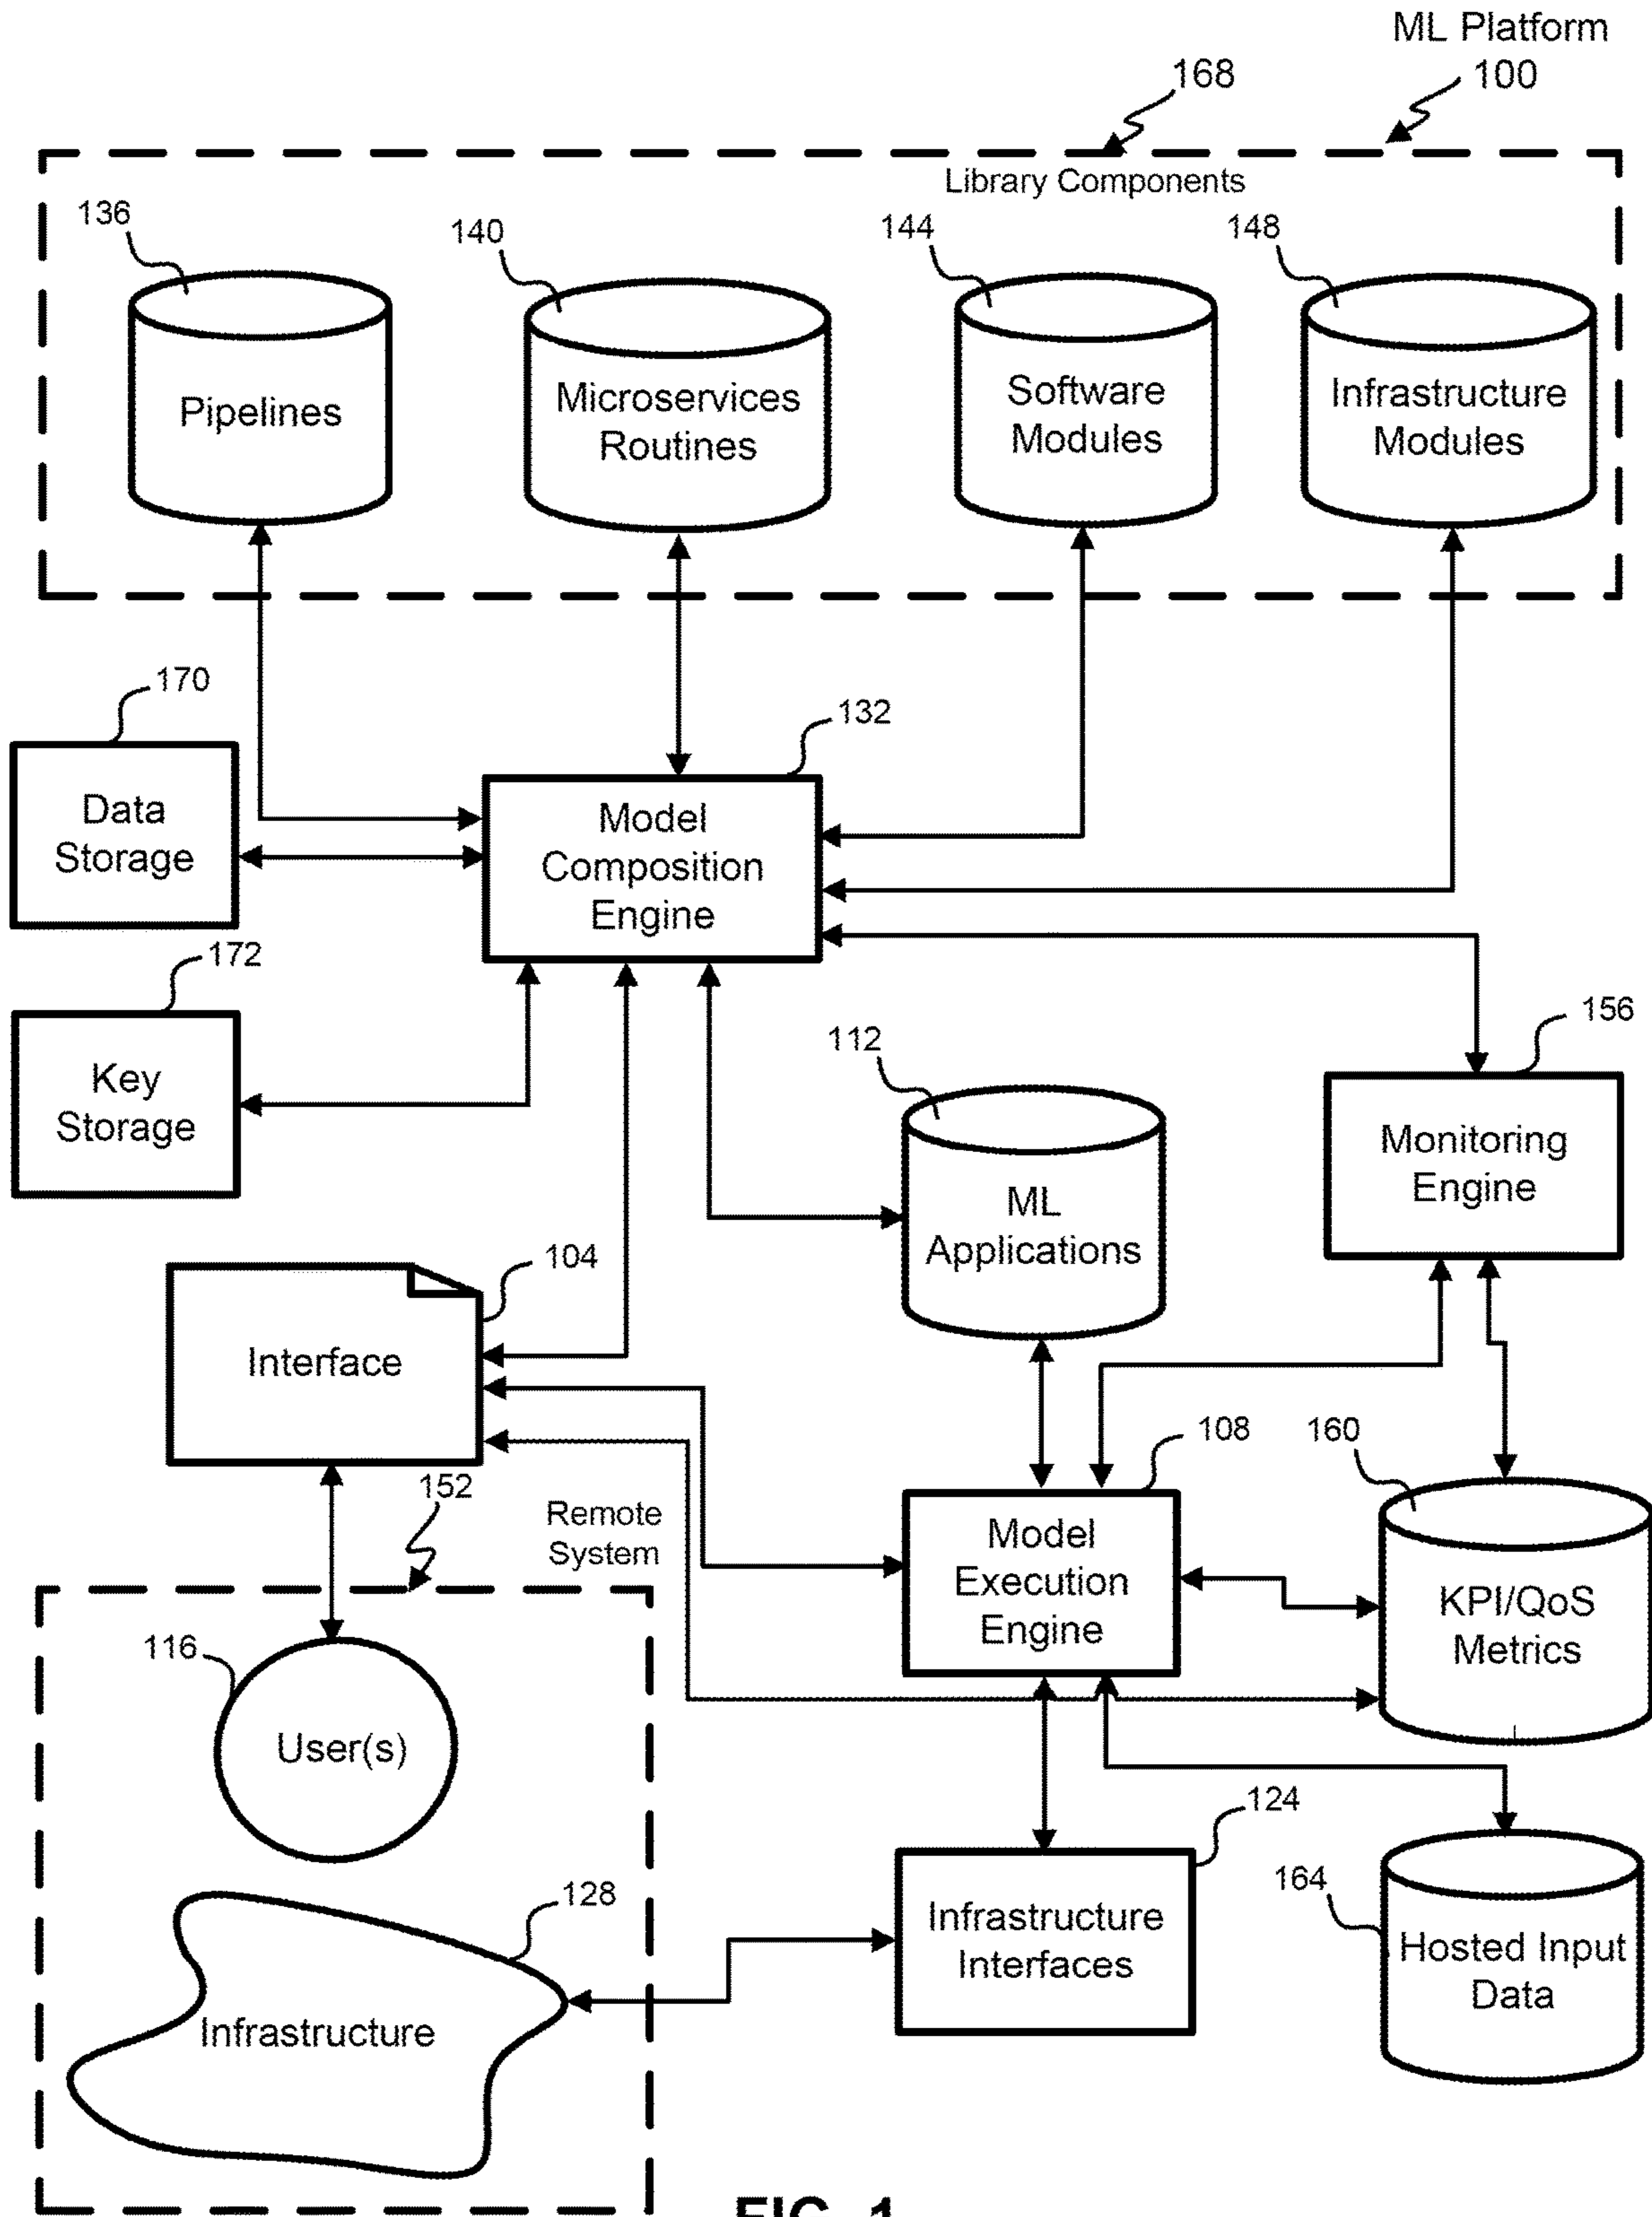 ML Platform
100
168
Library Components
136
140
144
148
Pipelines
Microservices
Routines
Software
Modules
Infrastructure
Modules
170
132
Data
Storage
Model
Composition
Engine
172
Key
Storage
112
156
ML
Applications
Monitoring
Engine
104
Interface
152
Remote
System
108
160
Model
Execution
Engine
KPI/QoS
Metrics
116
User(s)
124
164
128
Infrastructure
Interfaces
Hosted Input
Data
Infrastructure
FIG. 1